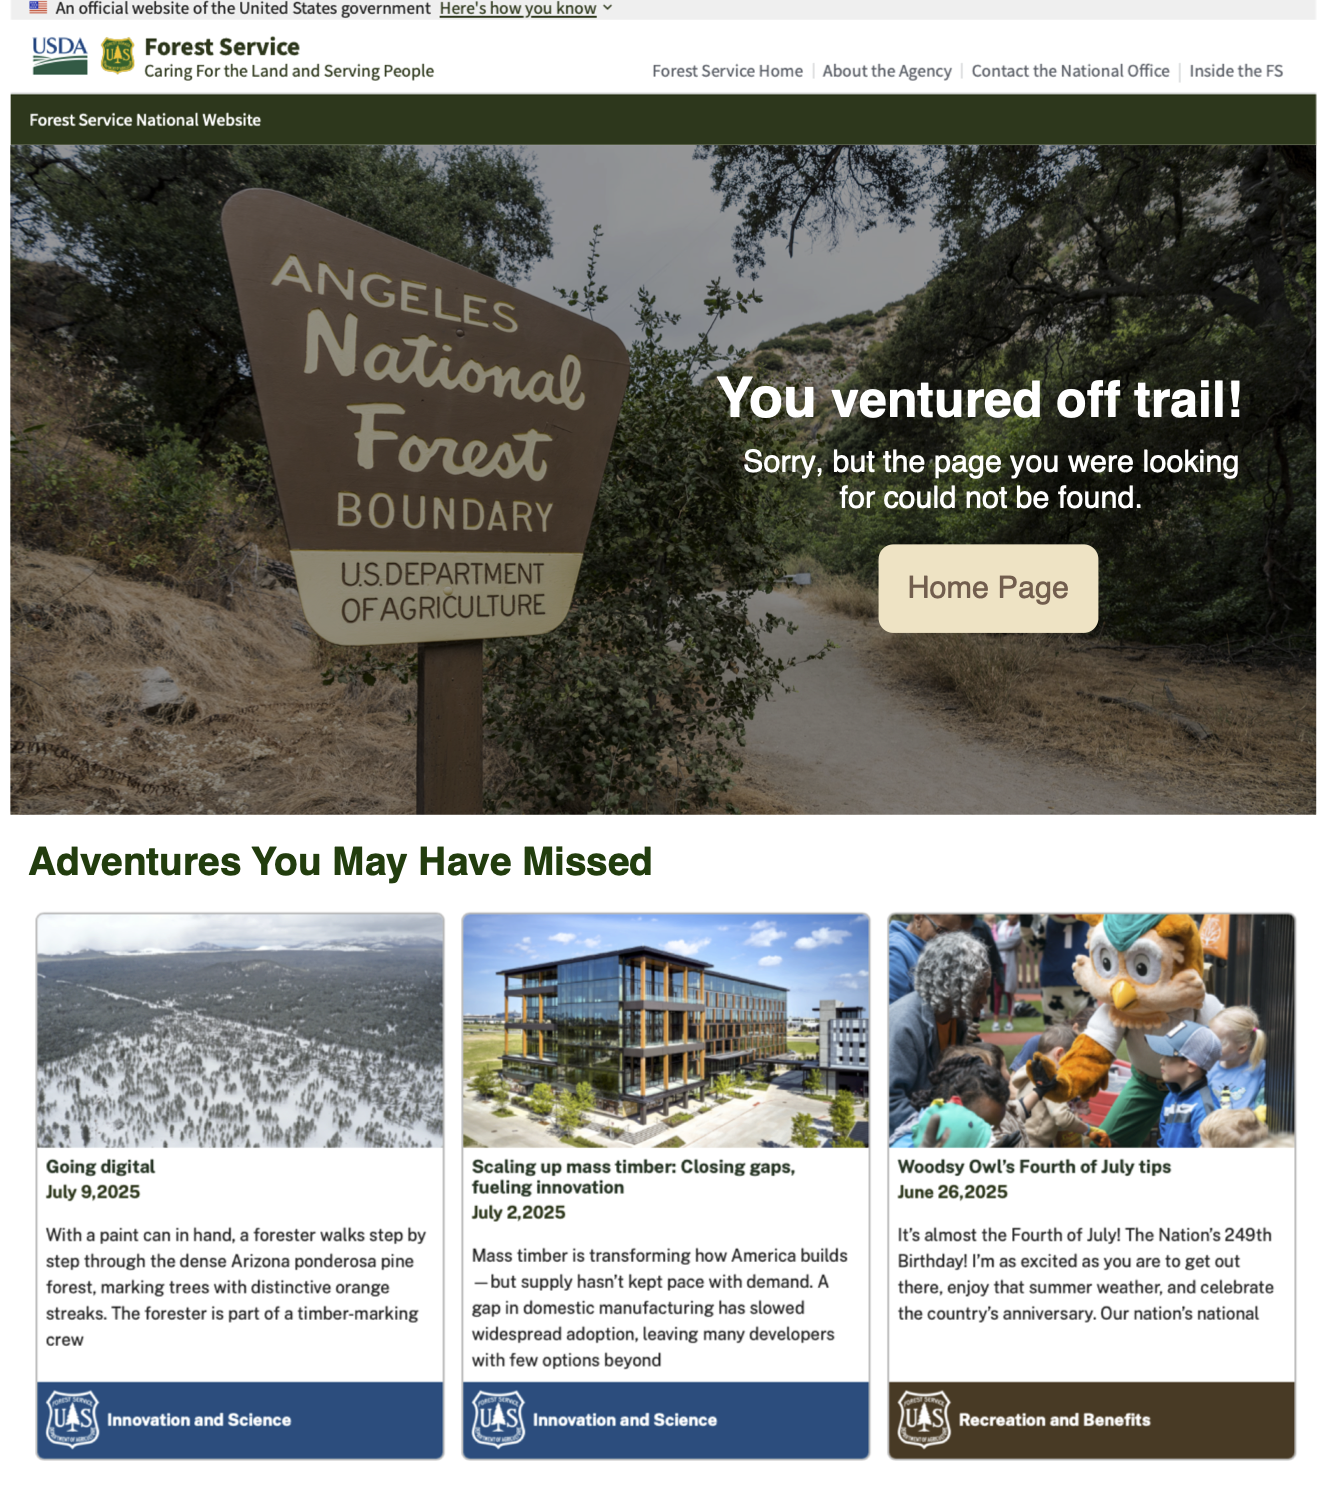 An official website of the United States government Here's how you know
USDA
Forest Service
Caring For the Land and Serving People
Forest Service Home
About the Agency
Contact the National Office
Inside the FS
Forest Service National Website
ANGELES
National
Forest
BOUNDARY
U.S. DEPARTMENT
OF AGRICULTURE
You ventured off trail!
Sorry, but the page you were looking
for could not be found.
Home Page
Adventures You May Have Missed
Going digital
July 9,2025
With a paint can in hand, a forester walks step by
step through the dense Arizona ponderosa pine
forest, marking trees with distinctive orange
streaks. The forester is part of a timber-marking
crew
Innovation and Science
Scaling up mass timber: Closing gaps,
fueling innovation
July 2,2025
Mass timber is transforming how America builds
—but supply hasn’t kept pace with demand. A
gap in domestic manufacturing has slowed
widespread adoption, leaving many developers
with few options beyond
Innovation and Science
Woodsy Owl’s Fourth of July tips
June 26,2025
It’s almost the Fourth of July! The Nation’s 249th
Birthday! I’m as excited as you are to get out
there, enjoy that summer weather, and celebrate
the country’s anniversary. Our nation’s national
Recreation and Benefits